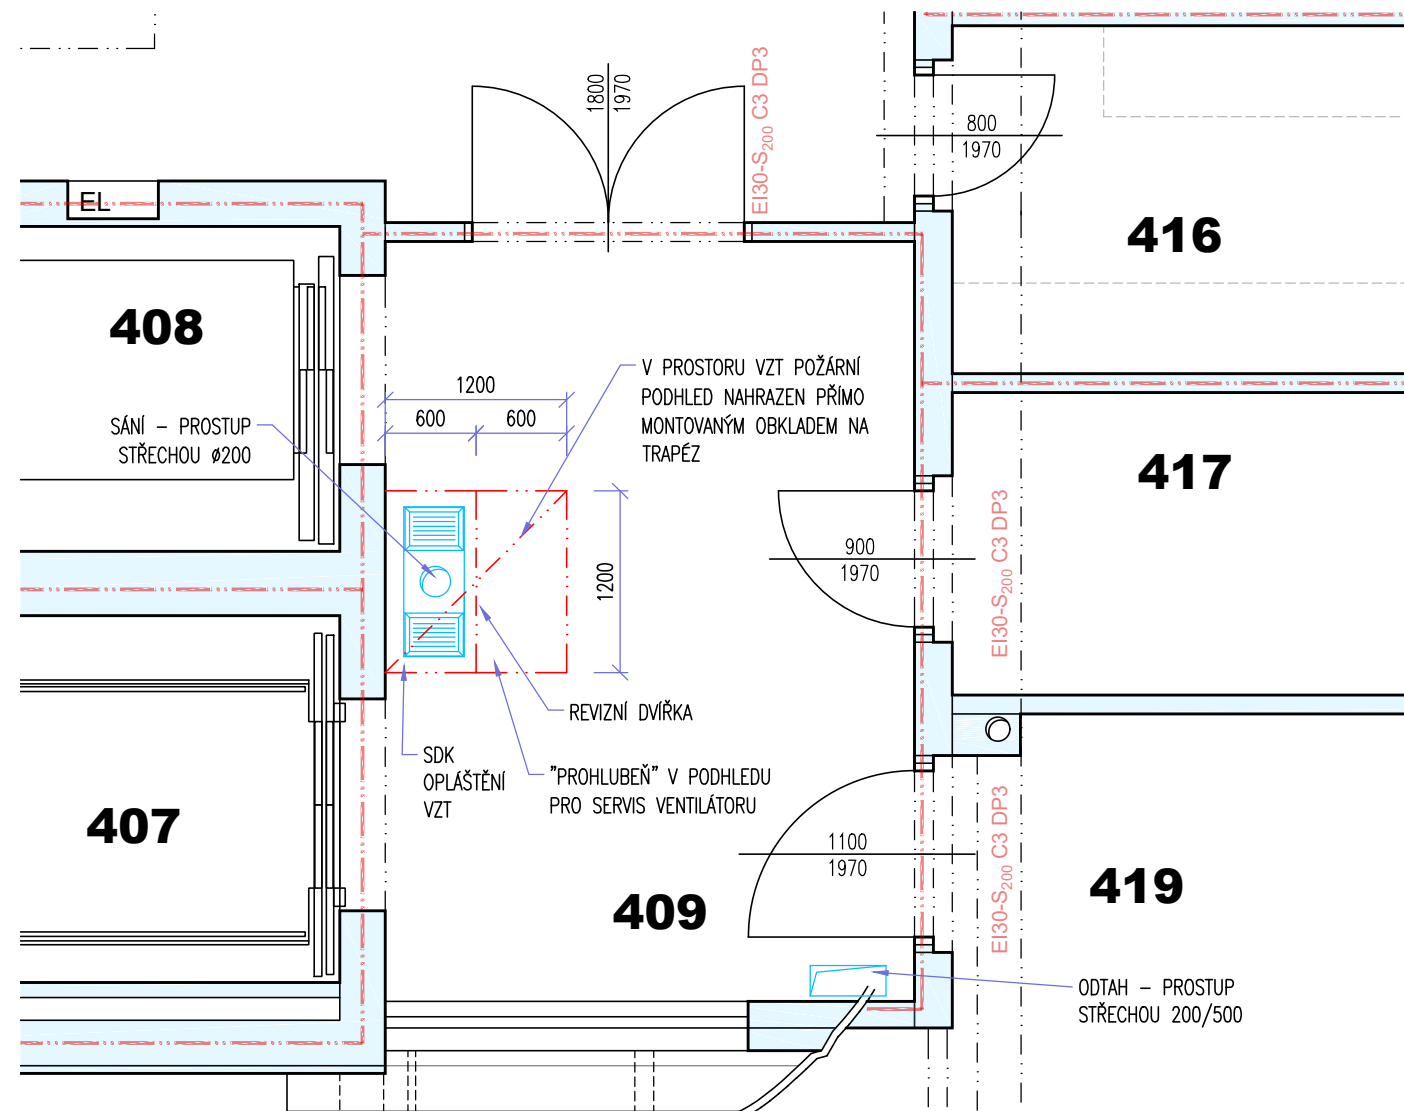 1800
1970
EI30-S200 C3 DP3
800
1970
EL
416
408
V PROSTORU VZT POŽÁRNÍ
PODHLED NAHRAZEN PŘÍMO
MONTOVANÝM OBKLADEM NA
TRAPÉZ
1200
600
600
SÁNÍ – PROSTUP
STŘECHOU ø200
417
900
1970
EI30-S200 C3 DP3
1200
REVIZNÍ DVÍŘKA
SDK
OPLÁŠTĚNÍ
VZT
"PROHLUBEŇ" V PODHLEDU
PRO SERVIS VENTILÁTORU
407
1100
1970
EI30-S200 C3 DP3
419
409
ODTAH – PROSTUP
STŘECHOU 200/500